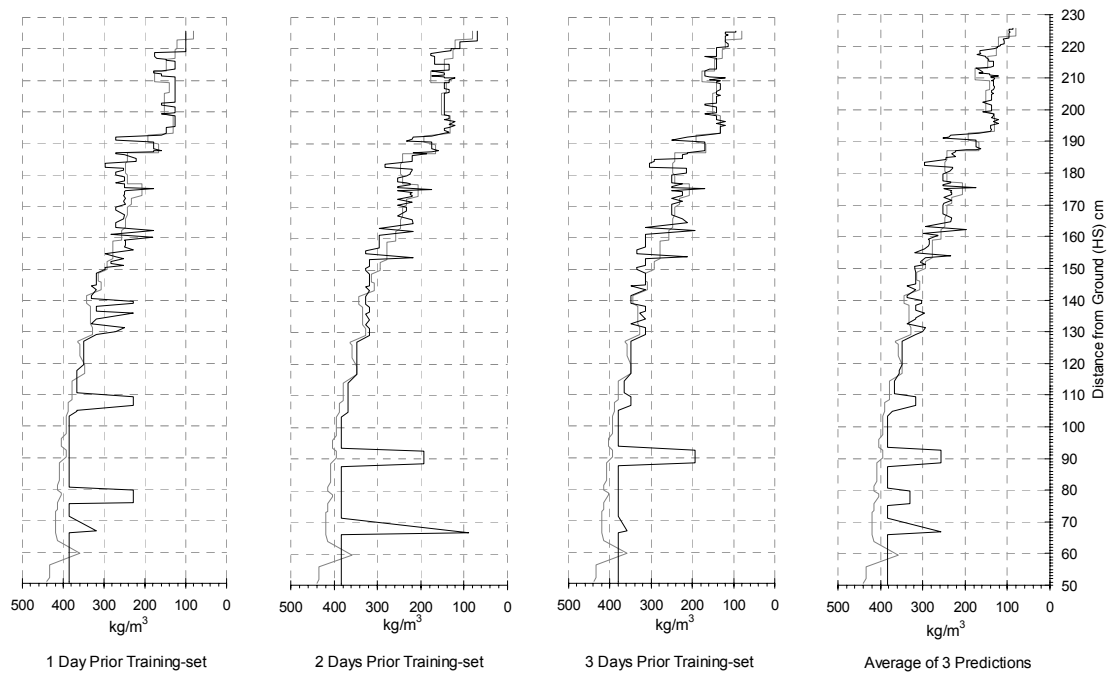 230
220
210
200
190
180
170
160
150
140
130
120
110
100
90
80
70
60
50
Distance from Ground (HS) cm
500 400 300 200 100 0
500 400 300 200 100 0
500 400 300 200 100 0
500 400 300 200 100 0
kg/m³
kg/m³
kg/m³
kg/m³
1 Day Prior Training-set
2 Days Prior Training-set
3 Days Prior Training-set
Average of 3 Predictions